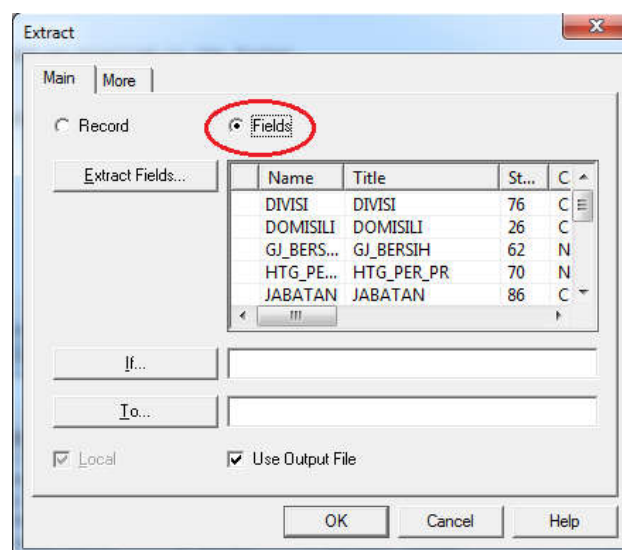 Extract
Main More
Record Fields
Extract Fields...
Name Title St... C
DIVISI DIVISI 76 C
DOMISILI DOMISILI 26 C
GJ_BERS... GJ_BERSIH 62 N
HTG_PE... HTG_PER_PR 70 N
JABATAN JABATAN 86 C
If...
To...
Local Use Output File
OK Cancel Help